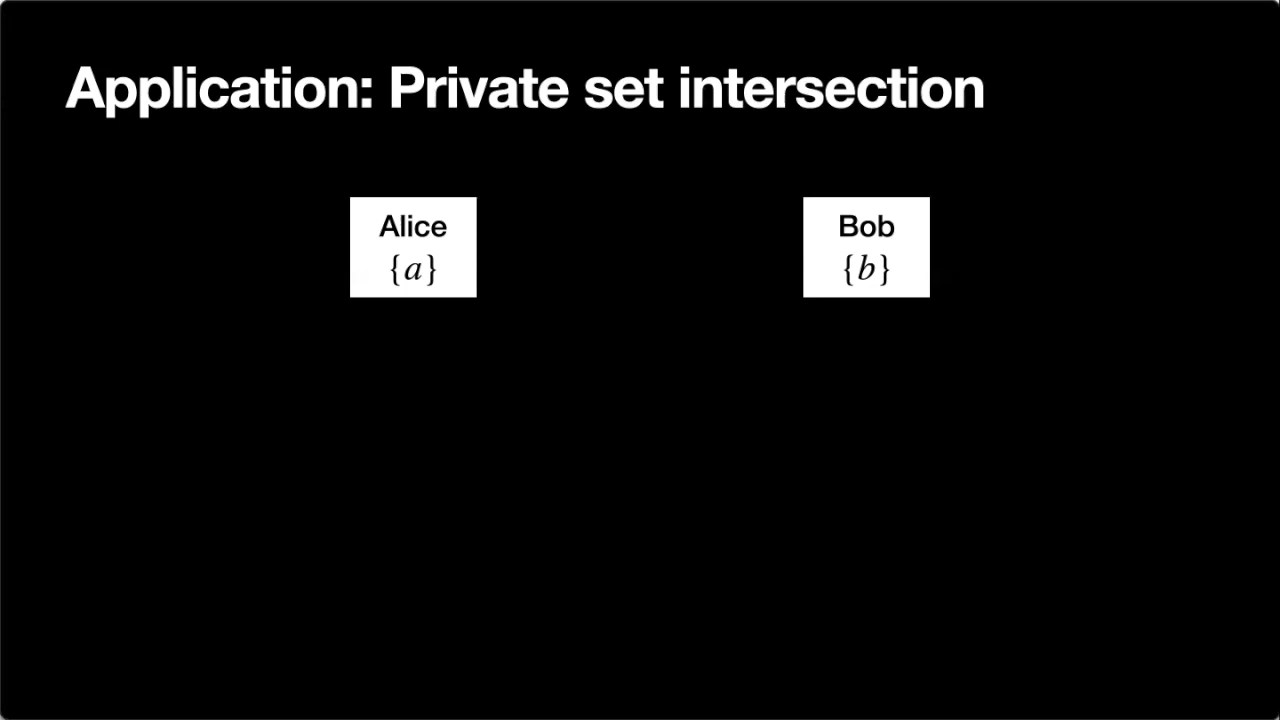 Application: Private set intersection
Alice
{a}
Bob
{b}